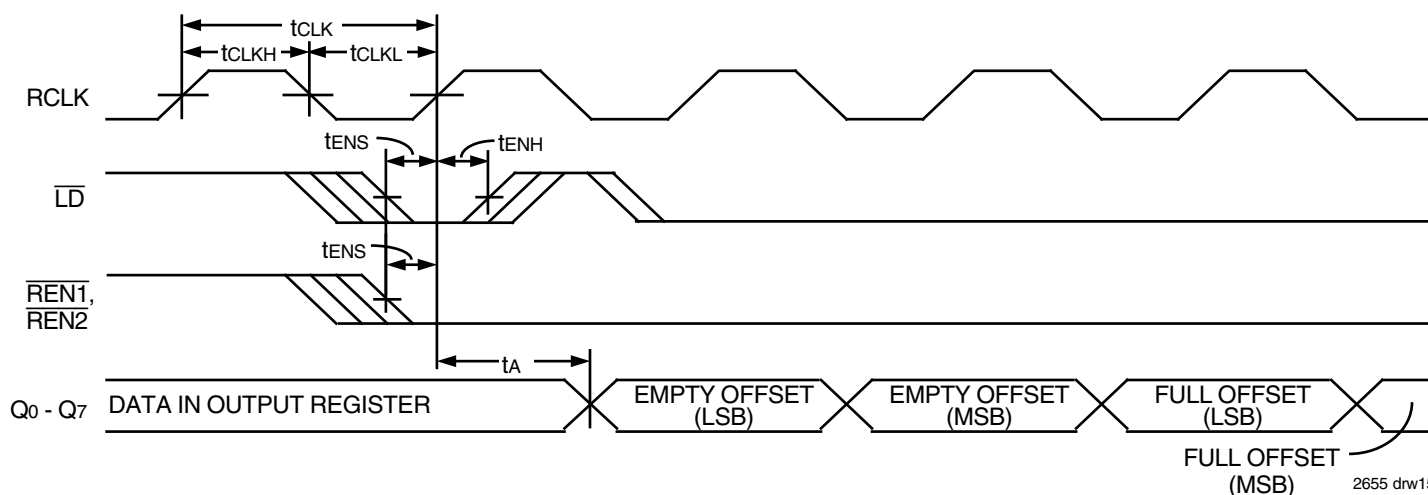 tCLK
tCLKH
tCLKL
RCLK
tENS
tENH
LD
tENS
REN1,
REN2
tA
Q0 - Q7
DATA IN OUTPUT REGISTER
EMPTY OFFSET
(LSB)
EMPTY OFFSET
(MSB)
FULL OFFSET
(LSB)
FULL OFFSET
(MSB)
2655